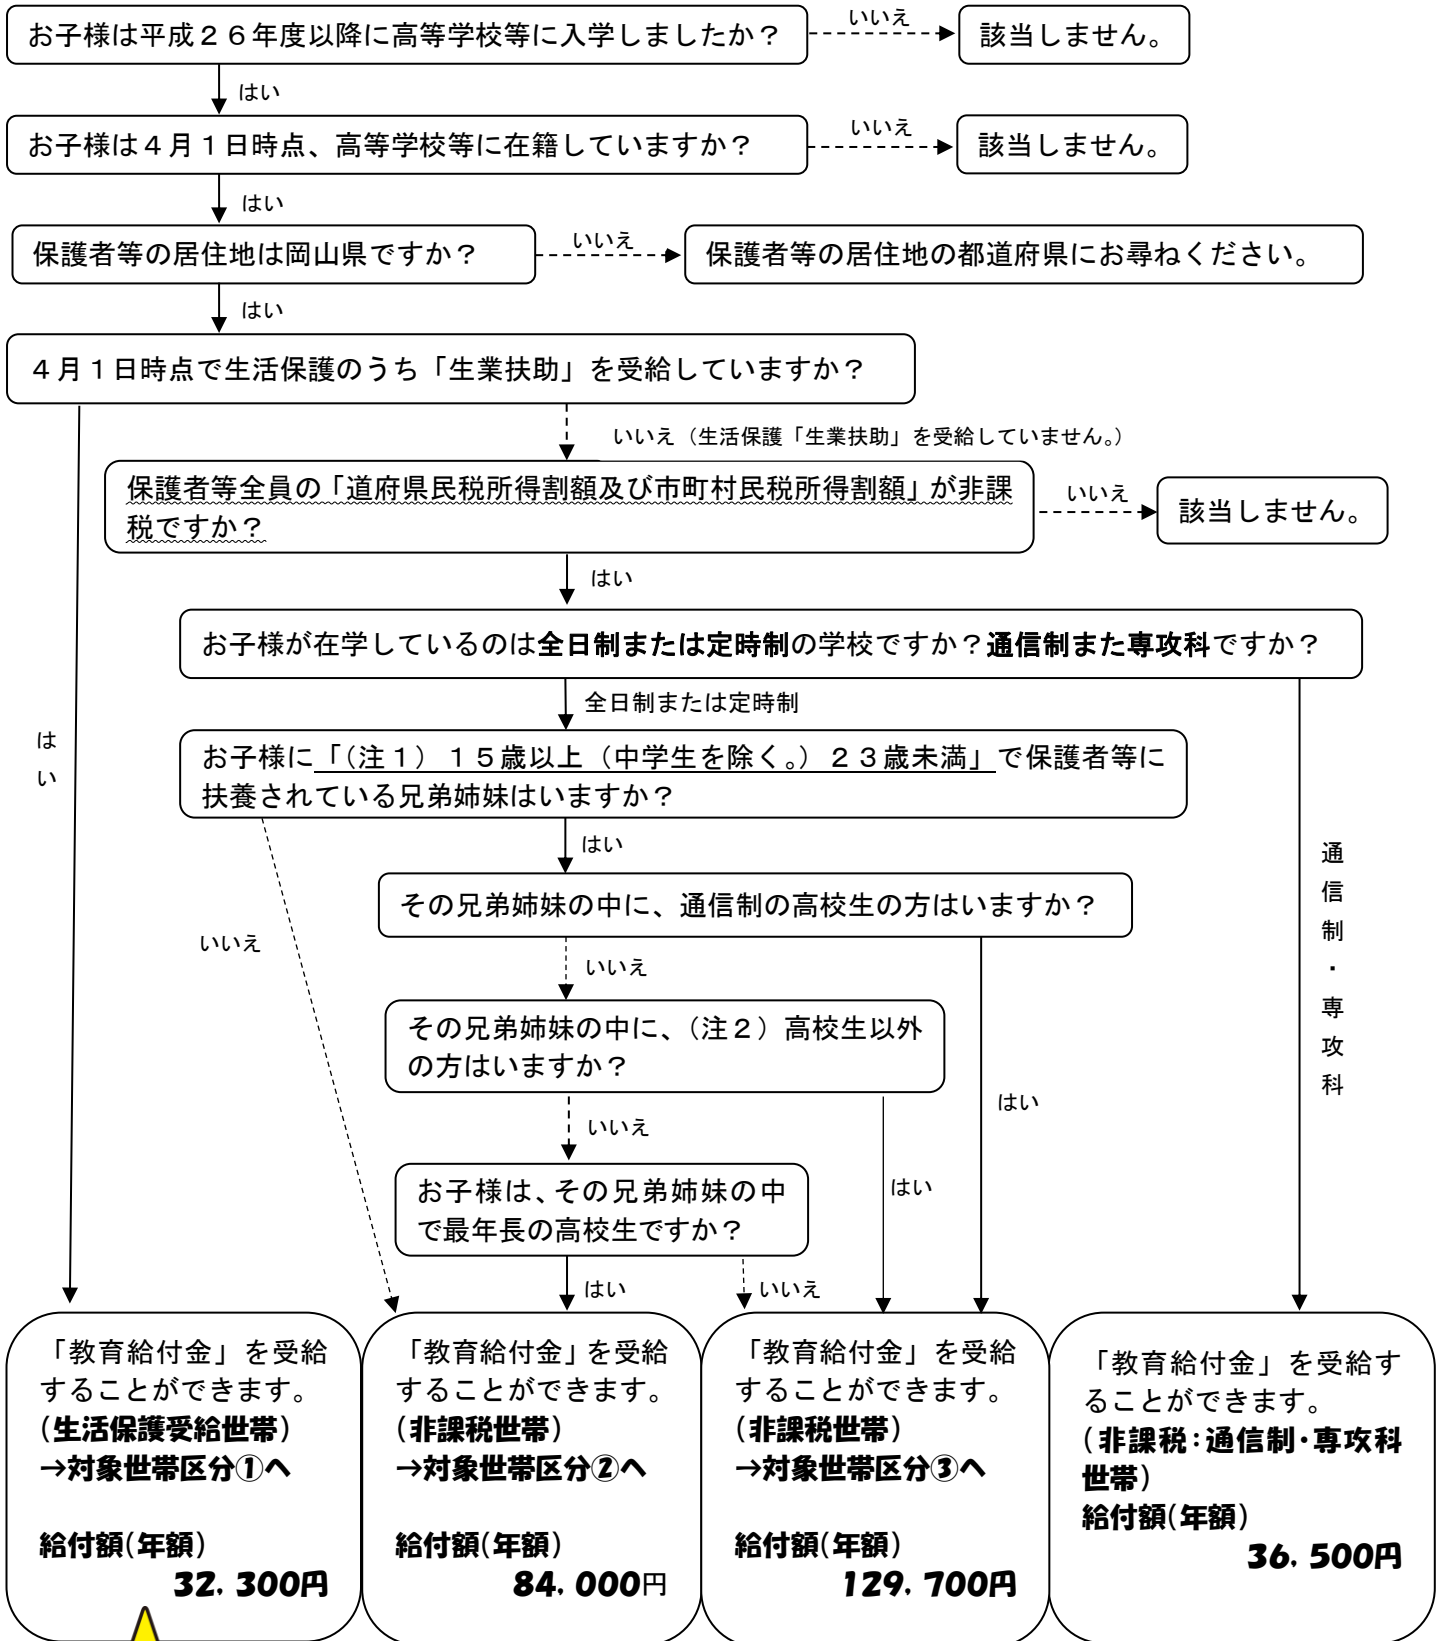 お子様は平成２６年度以降に高等学校等に入学しましたか？
いいえ
該当しません。
はい
お子様は４月１日時点、高等学校等に在籍していますか？
いいえ
該当しません。
はい
保護者等の居住地は岡山県ですか？
いいえ
保護者等の居住地の都道府県にお尋ねください。
はい
４月１日時点で生活保護のうち「生業扶助」を受給していますか？
いいえ（生活保護「生業扶助」を受給していません。）
保護者等全員の「道府県民税所得割額及び市町村民税所得割額」が非課
税ですか？
いいえ
該当しません。
はい
お子様が在学しているのは全日制または定時制の学校ですか？通信制また専攻科ですか？
全日制または定時制
はい
お子様に「（注１）１５歳以上（中学生を除く。）２３歳未満」で保護者等に
扶養されている兄弟姉妹はいますか？
はい
通信制・専攻科
その兄弟姉妹の中に、通信制の高校生の方はいますか？
いいえ
いいえ
その兄弟姉妹の中に、（注２）高校生以外
の方はいますか？
はい
いいえ
お子様は、その兄弟姉妹の中
で最年長の高校生ですか？
はい
はい
いいえ
「教育給付金」を受給
することができます。
（生活保護受給世帯）
→対象世帯区分①へ
給付額（年額）
32，300円
「教育給付金」を受給
することができます。
（非課税世帯）
→対象世帯区分②へ
給付額（年額）
84，000円
「教育給付金」を受給
することができます。
（非課税世帯）
→対象世帯区分③へ
給付額（年額）
129，700円
「教育給付金」を受給す
ることができます。
（非課税：通信制・専攻科
世帯）
給付額（年額）
36，500円